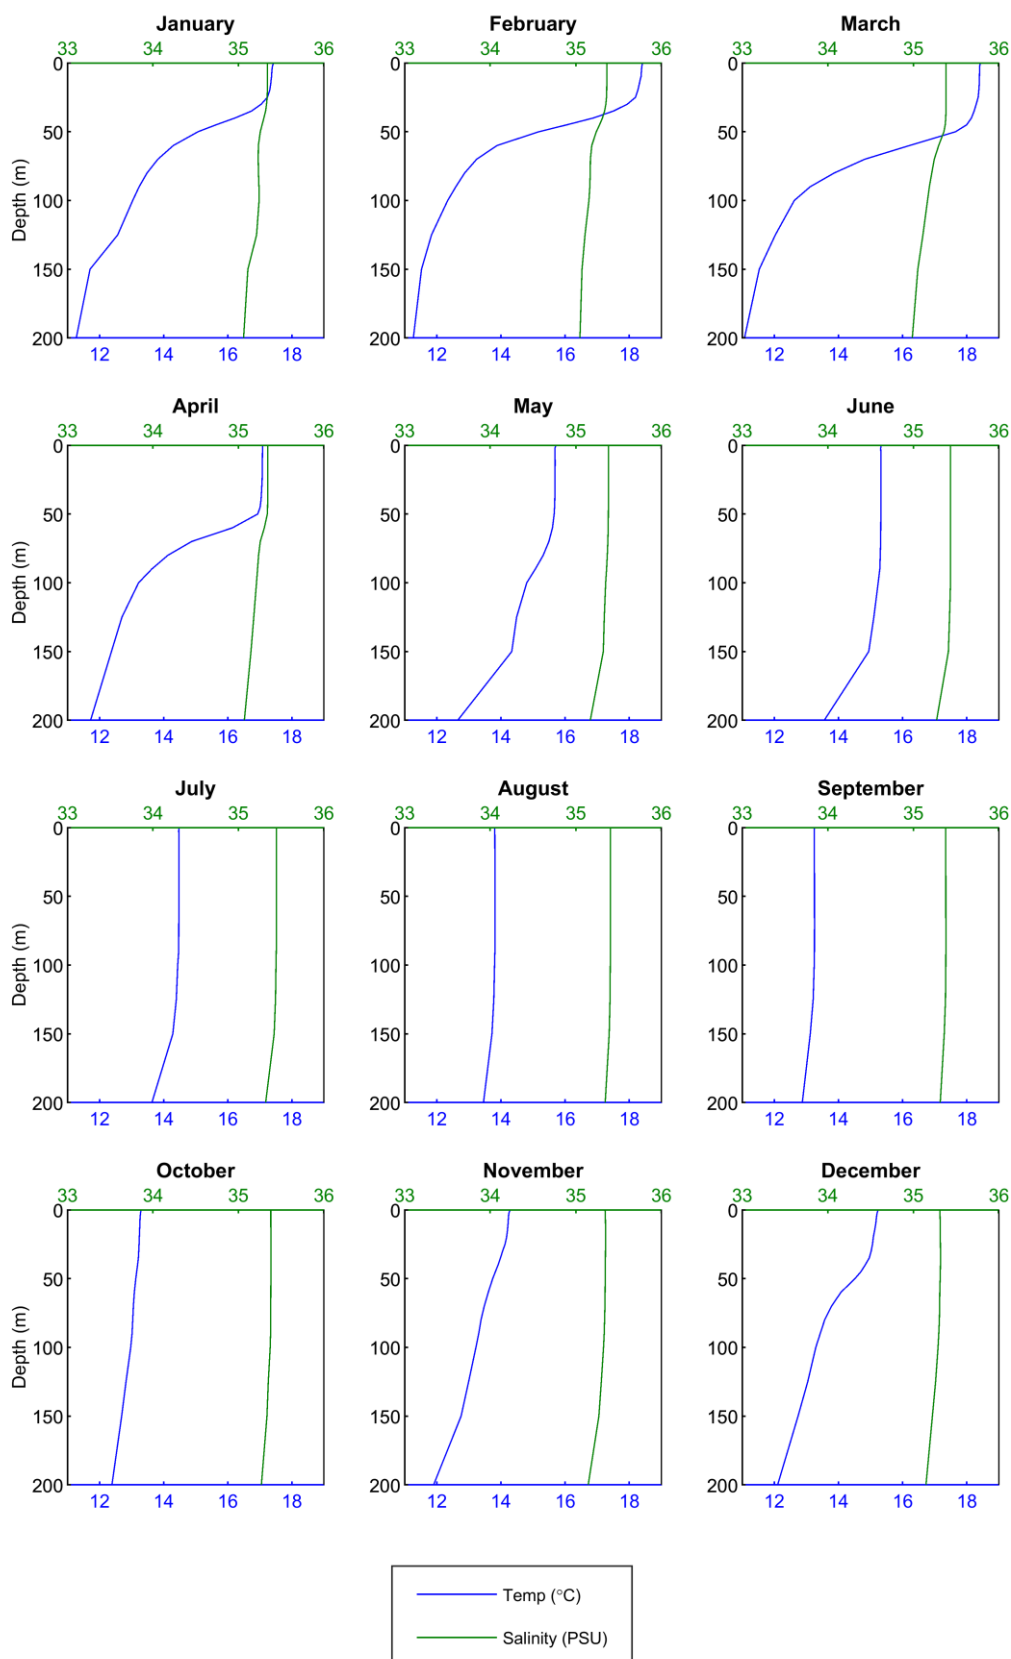 January February March
33 34 35 36 33 34 35 36 33 34 35 36
0 0 0
50 50 50
100 100 100
150 150 150
200 200 200
Depth (m)
12 14 16 18 12 14 16 18 12 14 16 18
April May June
33 34 35 36 33 34 35 36 33 34 35 36
0 0 0
50 50 50
100 100 100
150 150 150
200 200 200
Depth (m)
12 14 16 18 12 14 16 18 12 14 16 18
July August September
33 34 35 36 33 34 35 36 33 34 35 36
0 0 0
50 50 50
100 100 100
150 150 150
200 200 200
Depth (m)
12 14 16 18 12 14 16 18 12 14 16 18
October November December
33 34 35 36 33 34 35 36 33 34 35 36
0 0 0
50 50 50
100 100 100
150 150 150
200 200 200
Depth (m)
12 14 16 18 12 14 16 18 12 14 16 18
Temp (°C)
Salinity (PSU)